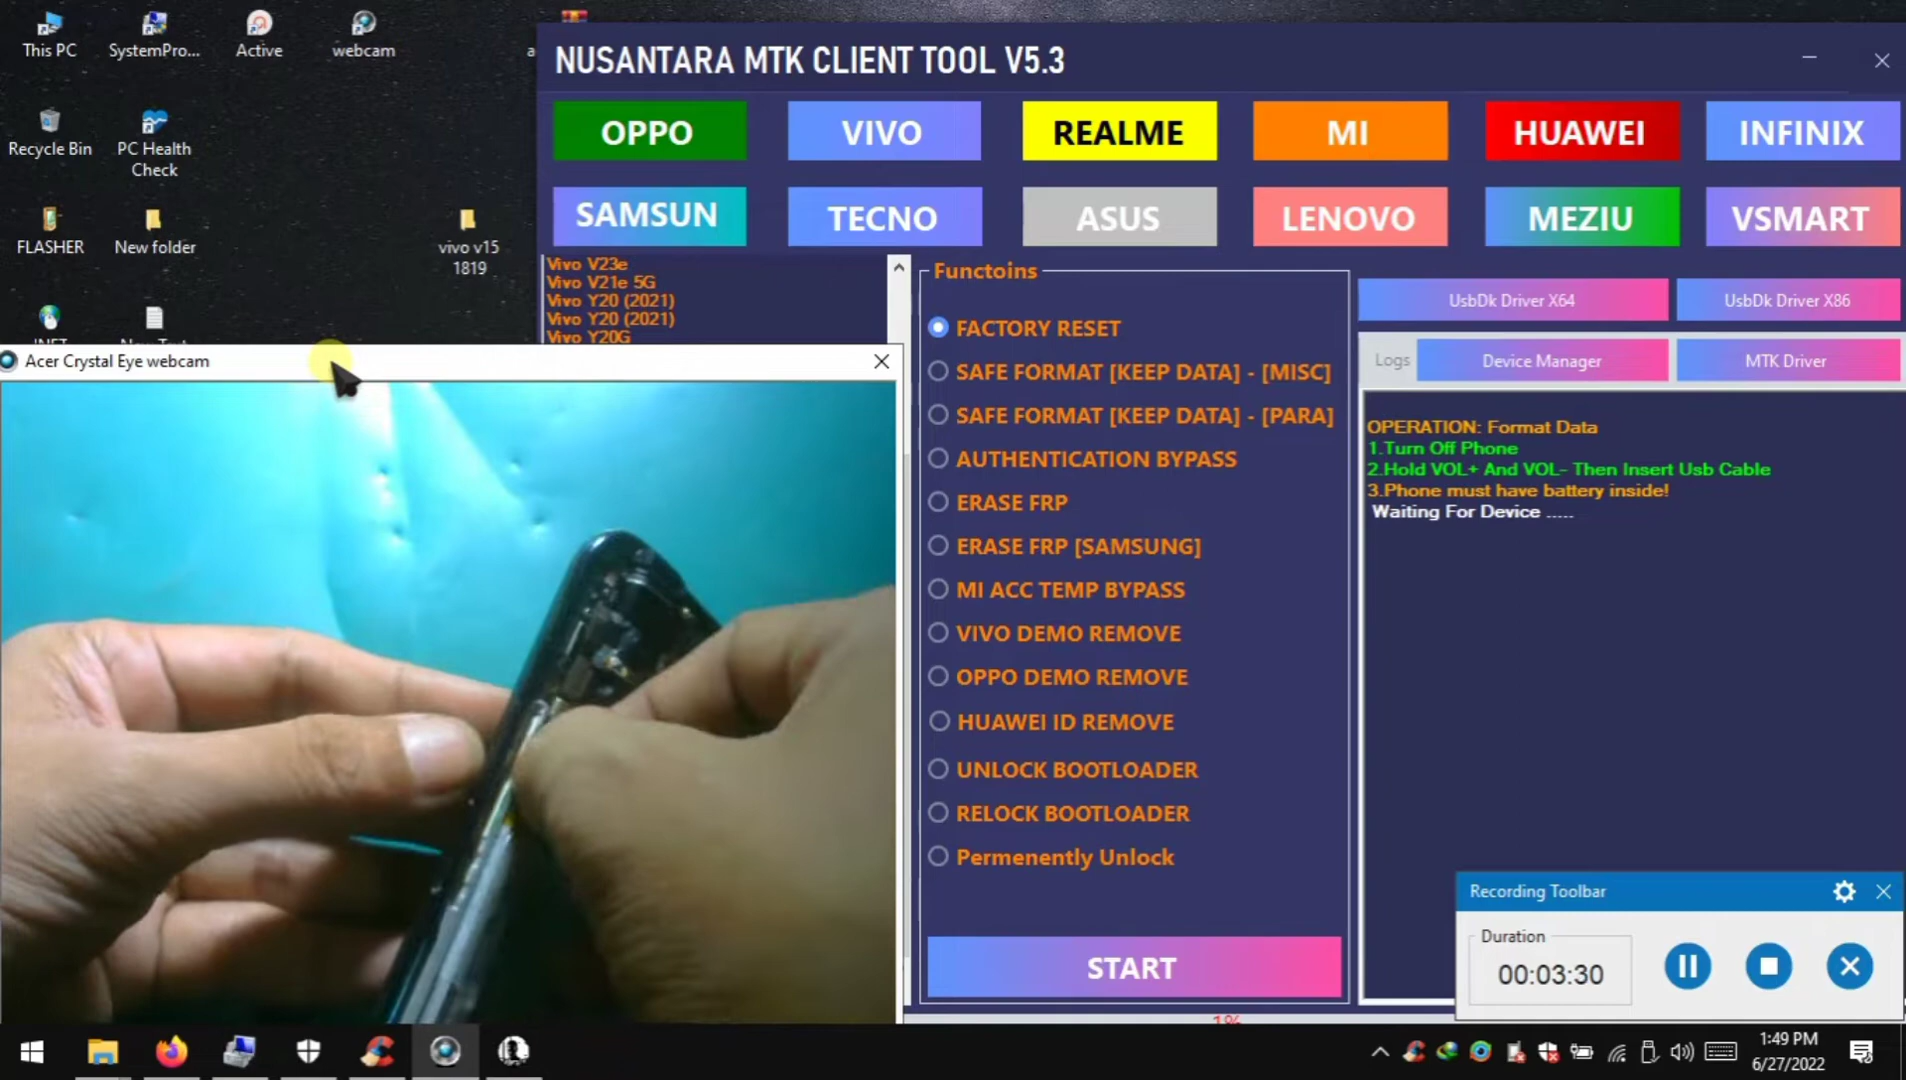 This PC
SystemPro...
Active
webcam
Recycle Bin
PC Health
Check
FLASHER
New folder
vivo v15
1819
NUSANTARA MTK CLIENT TOOL V5.3
OPPO
VIVO
REALME
MI
HUAWEI
INFINIX
SAMSUN
TECNO
ASUS
LENOVO
MEZIU
VSMART
Vivo V23e
Vivo V21e 5G
Vivo Y20 (2021)
Vivo Y20 (2021)
Vivo Y20G
Acer Crystal Eye webcam
Functoins
FACTORY RESET
SAFE FORMAT [KEEP DATA] - [MISC]
SAFE FORMAT [KEEP DATA] - [PARA]
AUTHENTICATION BYPASS
ERASE FRP
ERASE FRP [SAMSUNG]
MI ACC TEMP BYPASS
VIVO DEMO REMOVE
OPPO DEMO REMOVE
HUAWEI ID REMOVE
UNLOCK BOOTLOADER
RELOCK BOOTLOADER
Permenently Unlock
START
1%
UsbDk Driver X64
UsbDk Driver X86
Logs
Device Manager
MTK Driver
OPERATION: Format Data
1.Turn Off Phone
2.Hold VOL+ And VOL- Then Insert Usb Cable
3.Phone must have battery inside!
Waiting For Device .....
Recording Toolbar
Duration
00:03:30
1:49 PM
6/27/2022